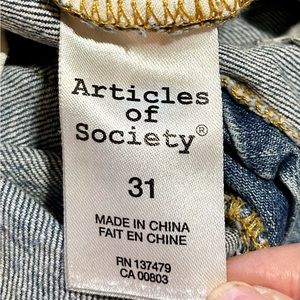 Articles
of
Society®
31
MADE IN CHINA
FAIT EN CHINE
RN 137479
CA 00803